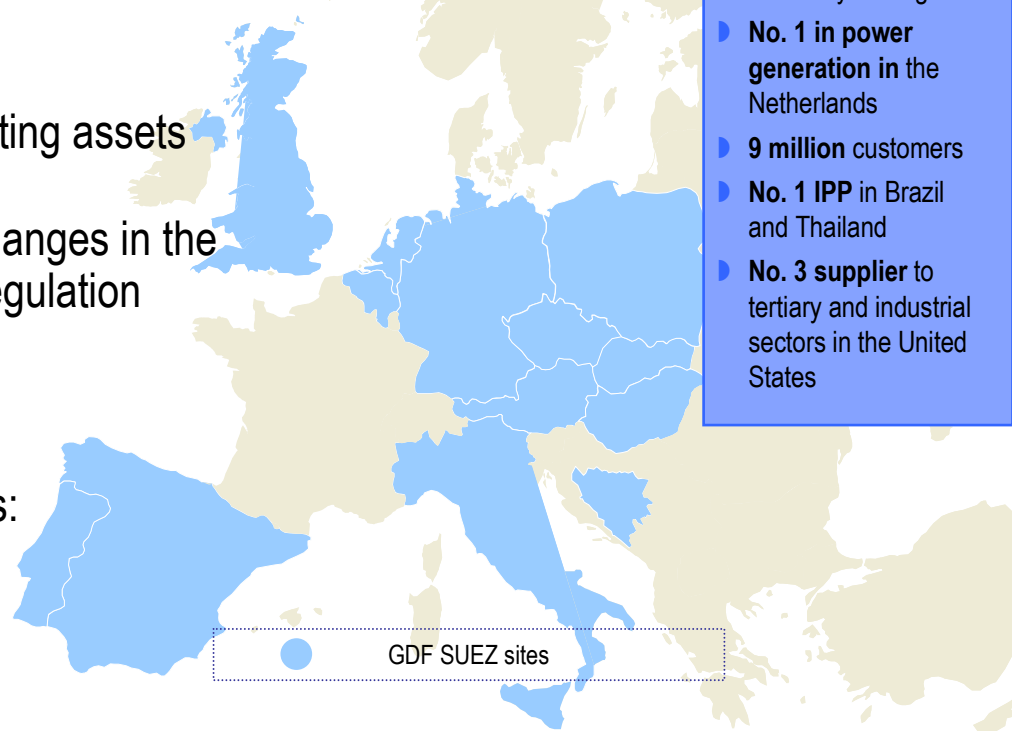 ting assets
anges in the
egulation
s:
No. 1 in power
generation in the
Netherlands
9 million customers
No. 1 IPP in Brazil
and Thailand
No. 3 supplier to
tertiary and industrial
sectors in the United
States
GDF SUEZ sites